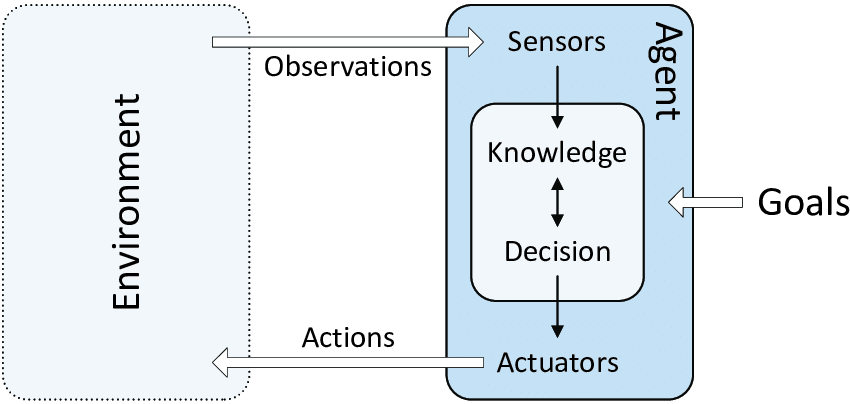 Environment
Observations
Sensors
Agent
Knowledge
Goals
Decision
Actions
Actuators